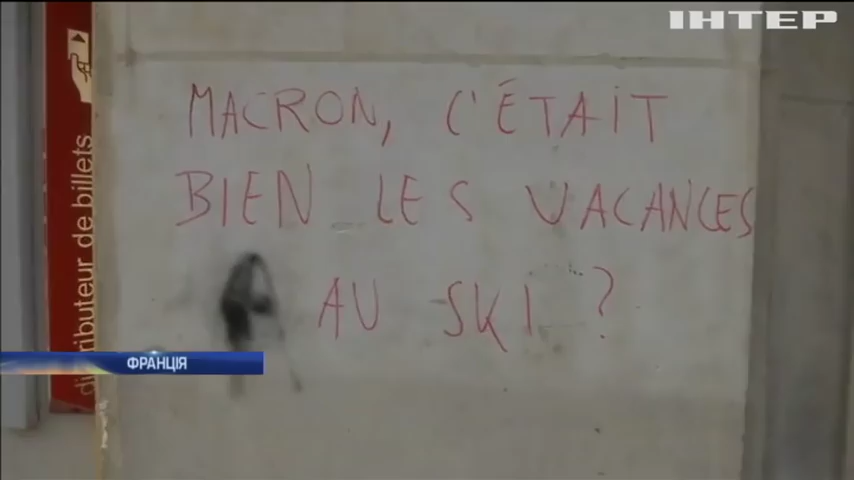 ІНТЕР
MACRON, C'ÉTAIT
BIEN LES VACANCES
AU SKI ?
A
distributeur de billets
ФРАНЦІЯ